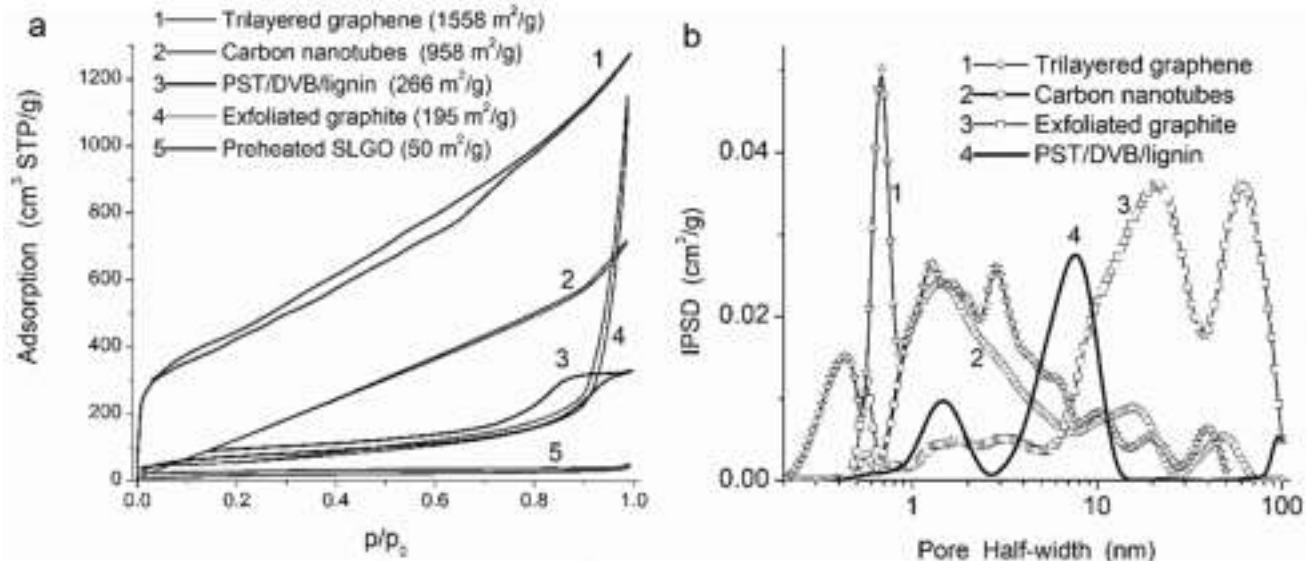 a
1 Trilayered graphene (1558 m²/g)
2 Carbon nanotubes (958 m²/g)
3 PST/DVB/lignin (266 m²/g)
4 Exfoliated graphite (195 m²/g)
5 Preheated SLGO (50 m²/g)
Adsorption (cm³ STP/g)
1200
1000
800
600
400
200
0
1
2
3
4
5
0.0 0.2 0.4 0.6 0.8 1.0
p/p₀
b
1 Trilayered graphene
2 Carbon nanotubes
3 Exfoliated graphite
4 PST/DVB/lignin
IPSD (cm³/g)
0.04
0.02
0.00
1
2
3
4
1 10 100
Pore Half-width (nm)